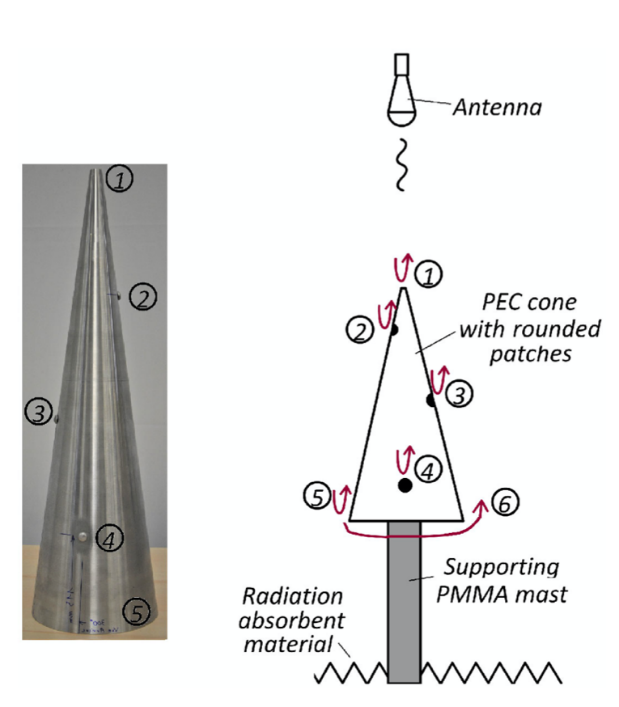 1
2
3
4
5
Antenna
1
PEC cone
with rounded
patches
2
3
4
5
6
Supporting
PMMA mast
Radiation
absorbent
material